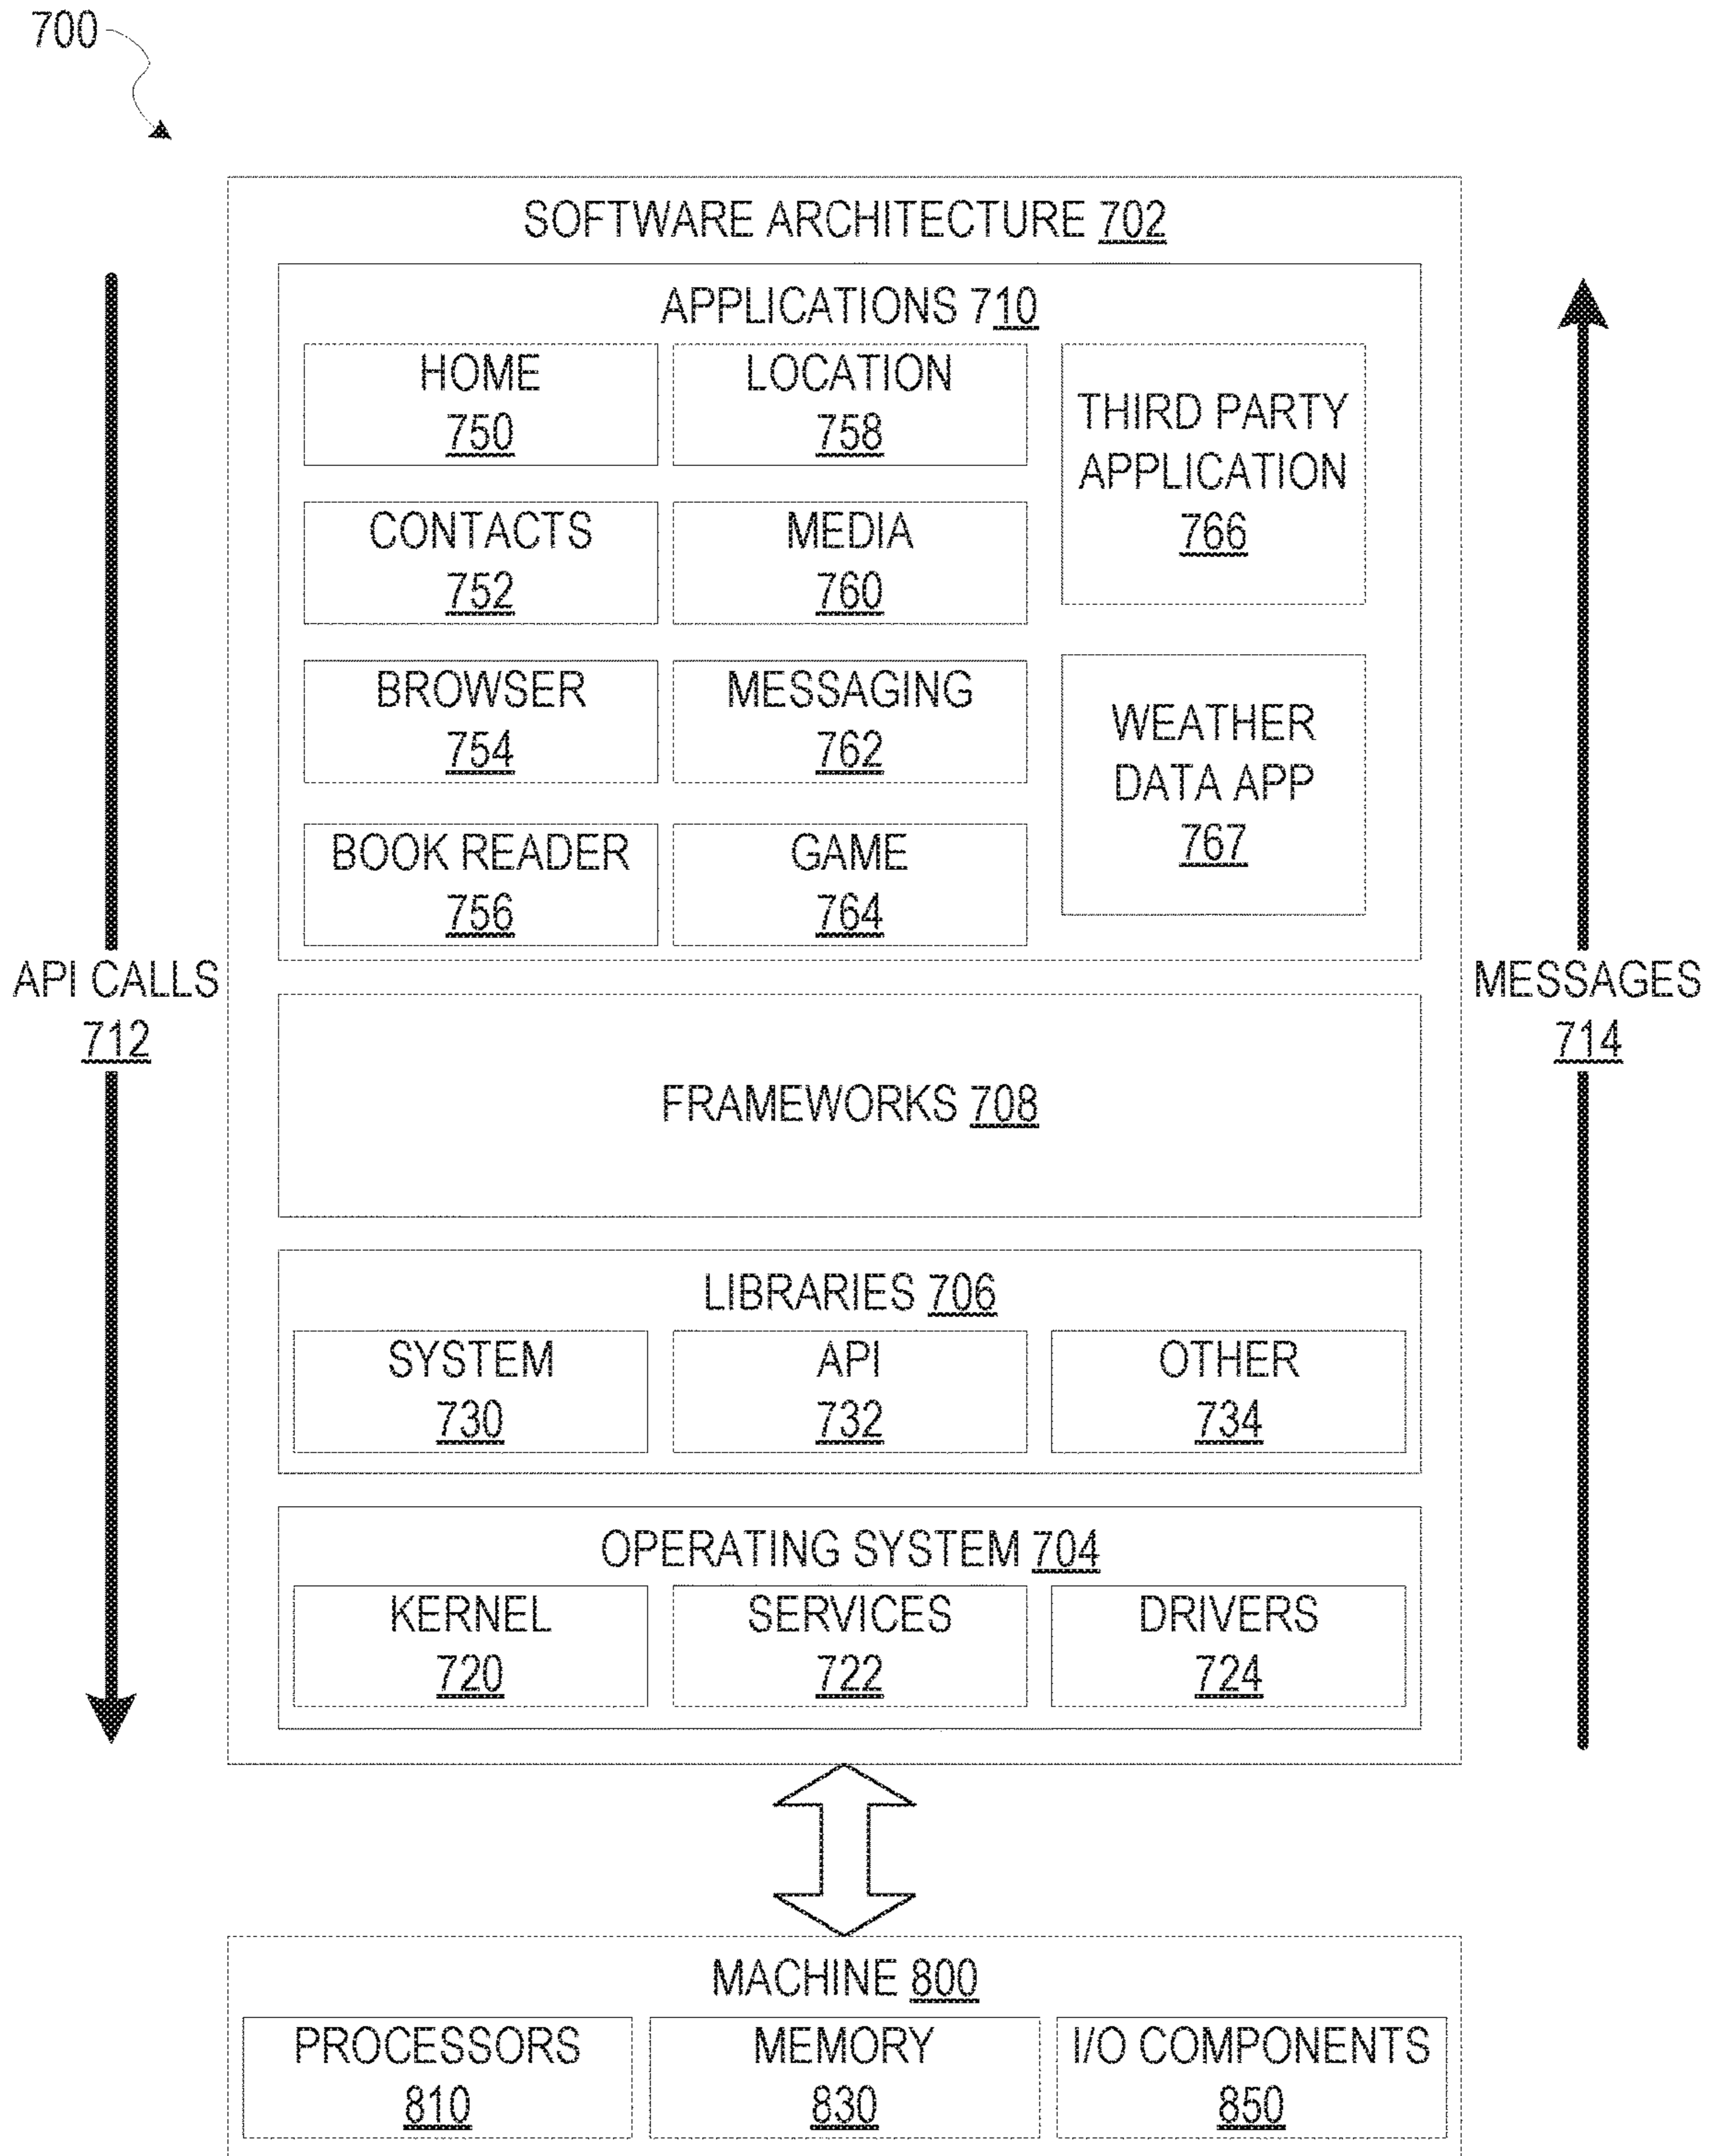 700
SOFTWARE ARCHITECTURE 702
APPLICATIONS 710
HOME
750
LOCATION
758
THIRD PARTY
APPLICATION
766
CONTACTS
752
MEDIA
760
BROWSER
754
MESSAGING
762
WEATHER
DATA APP
767
BOOK READER
756
GAME
764
API CALLS
712
MESSAGES
714
FRAMEWORKS 708
LIBRARIES 706
SYSTEM
730
API
732
OTHER
734
OPERATING SYSTEM 704
KERNEL
720
SERVICES
722
DRIVERS
724
MACHINE 800
PROCESSORS
810
MEMORY
830
I/O COMPONENTS
850